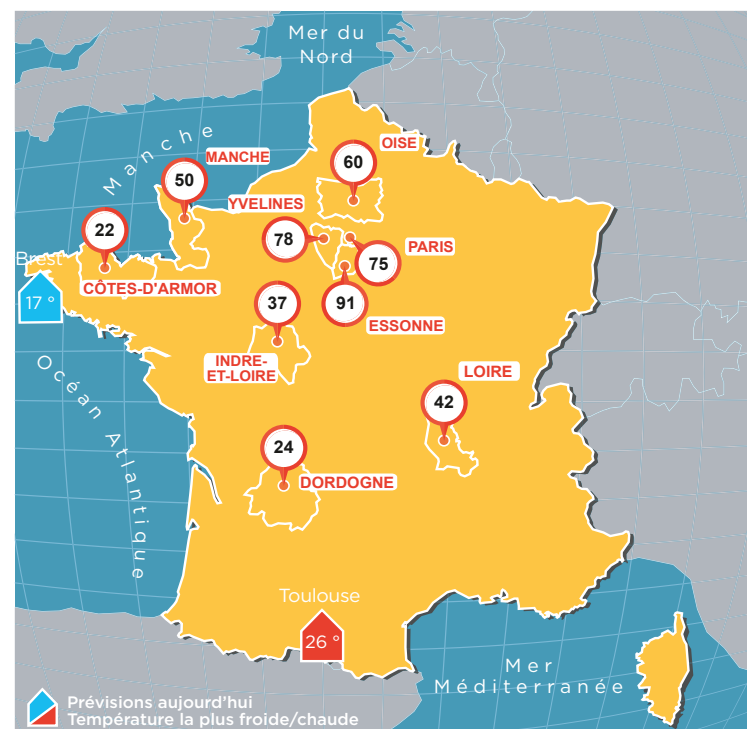 Mer du
Nord
Manche
MANCHE
50
OISE
60
YVELINES
78
PARIS
75
22
CÔTES-D'ARMOR
Brest
17 °
91
ESSONNE
37
INDRE-
ET-LOIRE
LOIRE
42
Océan Atlantique
24
DORDOGNE
Toulouse
26 °
Mer
Méditerranée
Prévisions aujourd'hui
Température la plus froide/chaude